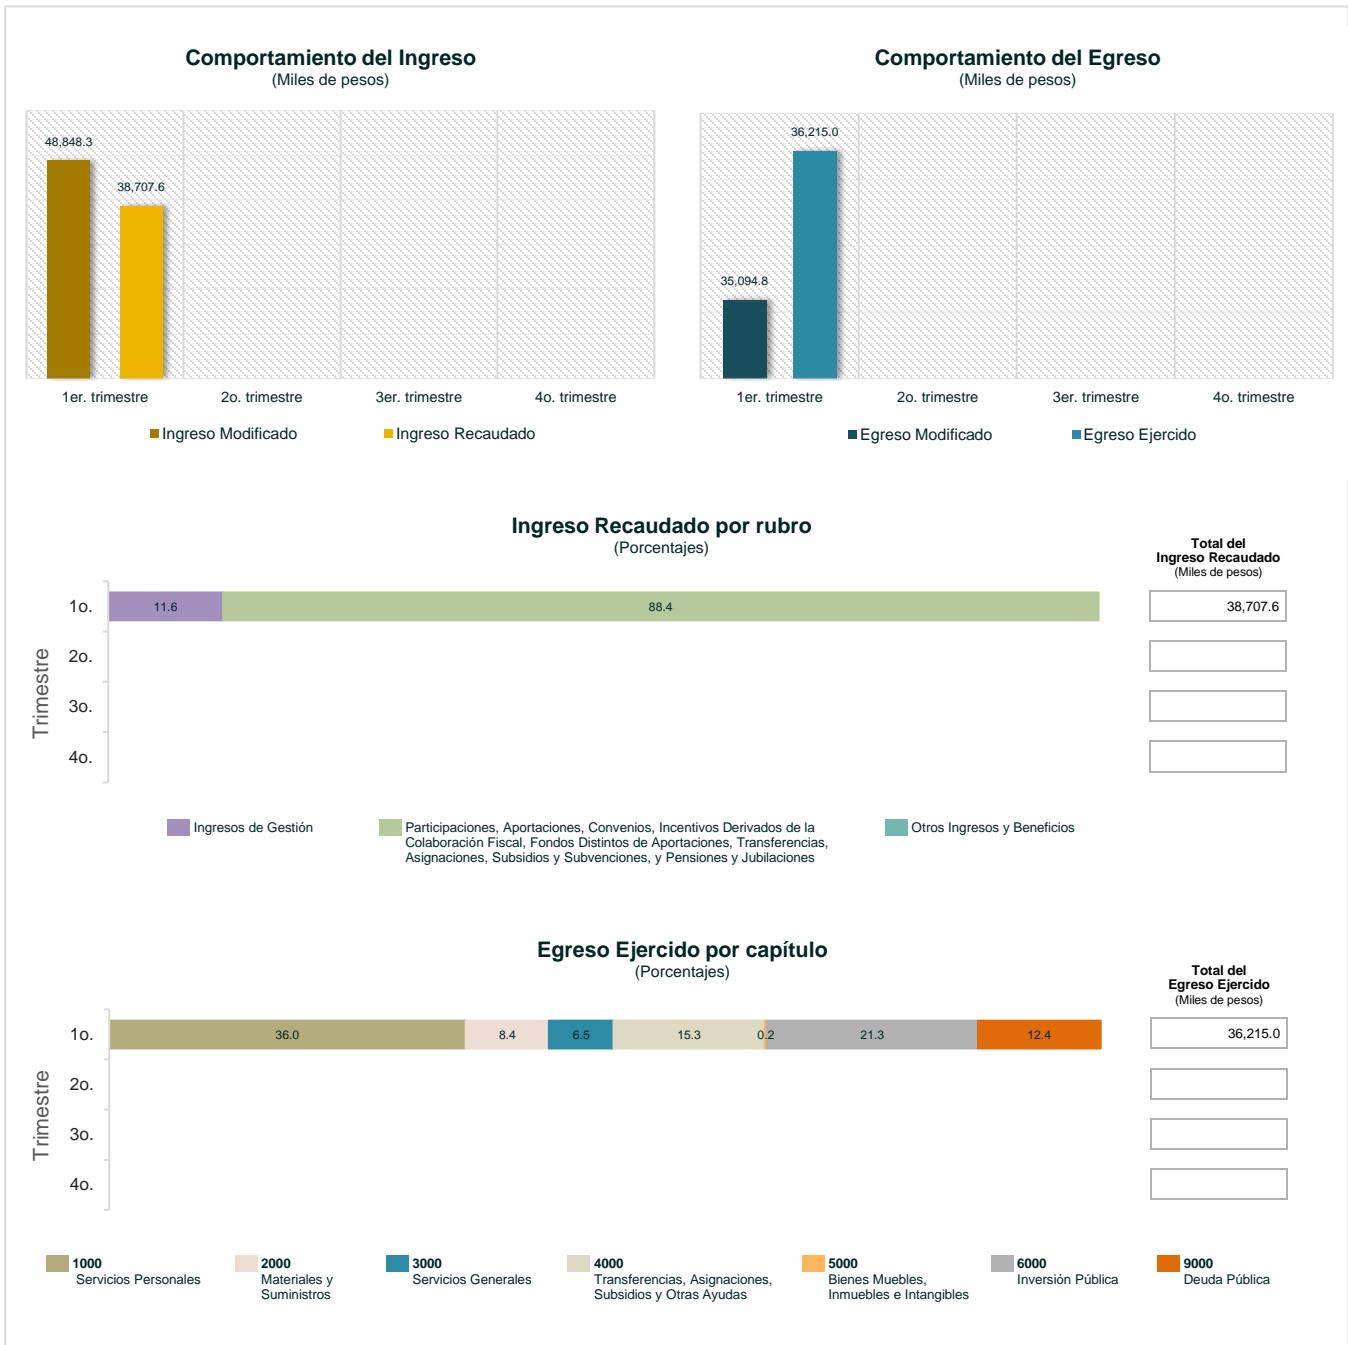 Comportamiento del Ingreso
(Miles de pesos)
48,848.3
38,707.6
1er. trimestre
2o. trimestre
3er. trimestre
4o. trimestre
Ingreso Modificado
Ingreso Recaudado
Comportamiento del Egreso
(Miles de pesos)
36,215.0
35,094.8
1er. trimestre
2o. trimestre
3er. trimestre
4o. trimestre
Egreso Modificado
Egreso Ejercido
Ingreso Recaudado por rubro
(Porcentajes)
Total del
Ingreso Recaudado
(Miles de pesos)
Trimestre
1o.
11.6
88.4
38,707.6
2o.
3o.
4o.
Ingresos de Gestión
Participaciones, Aportaciones, Convenios, Incentivos Derivados de la
Colaboración Fiscal, Fondos Distintos de Aportaciones, Transferencias,
Asignaciones, Subsidios y Subvenciones, y Pensiones y Jubilaciones
Otros Ingresos y Beneficios
Egreso Ejercido por capítulo
(Porcentajes)
Total del
Egreso Ejercido
(Miles de pesos)
Trimestre
1o.
36.0
8.4
6.5
15.3
0.2
21.3
12.4
36,215.0
2o.
3o.
4o.
1000
Servicios Personales
2000
Materiales y
Suministros
3000
Servicios Generales
4000
Transferencias, Asignaciones,
Subsidios y Otras Ayudas
5000
Bienes Muebles,
Inmuebles e Intangibles
6000
Inversión Pública
9000
Deuda Pública